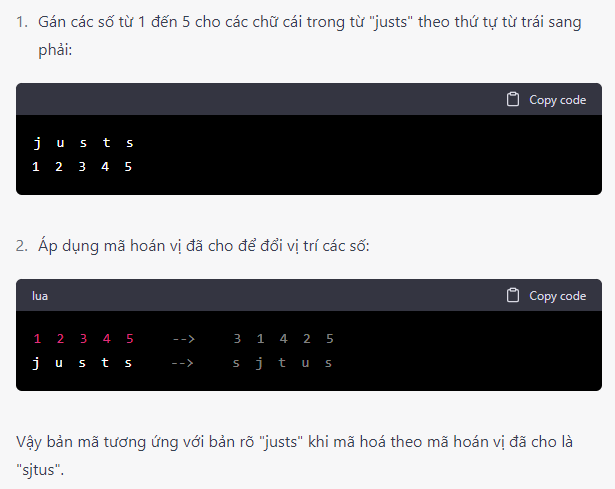 1. Gán các số từ 1 đến 5 cho các chữ cái trong từ "justs" theo thứ tự từ trái sang
phải:
Copy code
j u s t s
1 2 3 4 5
2. Áp dụng mã hoán vị đã cho để đổi vị trí các số:
lua Copy code
1 2 3 4 5 --> 3 1 4 2 5
j u s t s --> s j t u s
Vậy bản mã tương ứng với bản rõ "justs" khi mã hoá theo mã hoán vị đã cho là
"sjtus".